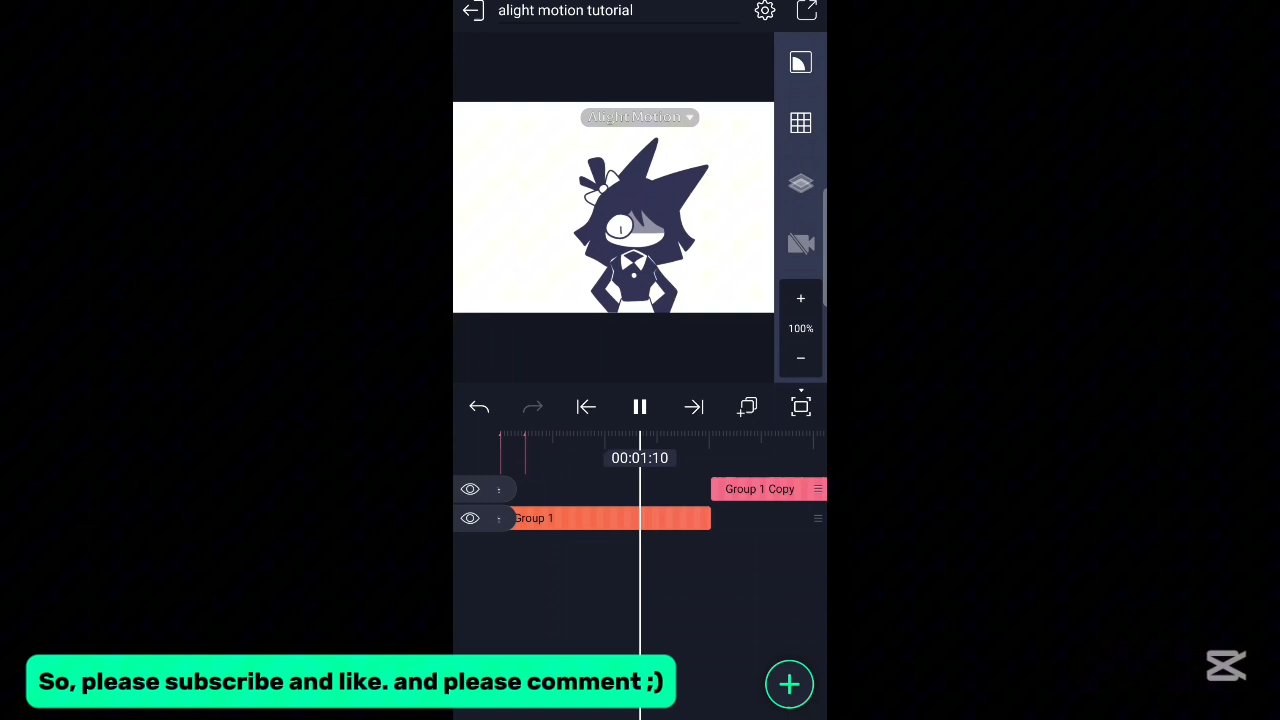 alight motion tutorial
Alight Motion
100%
00:01:10
Group 1 Copy
Group 1
So, please subscribe and like. and please comment ;)